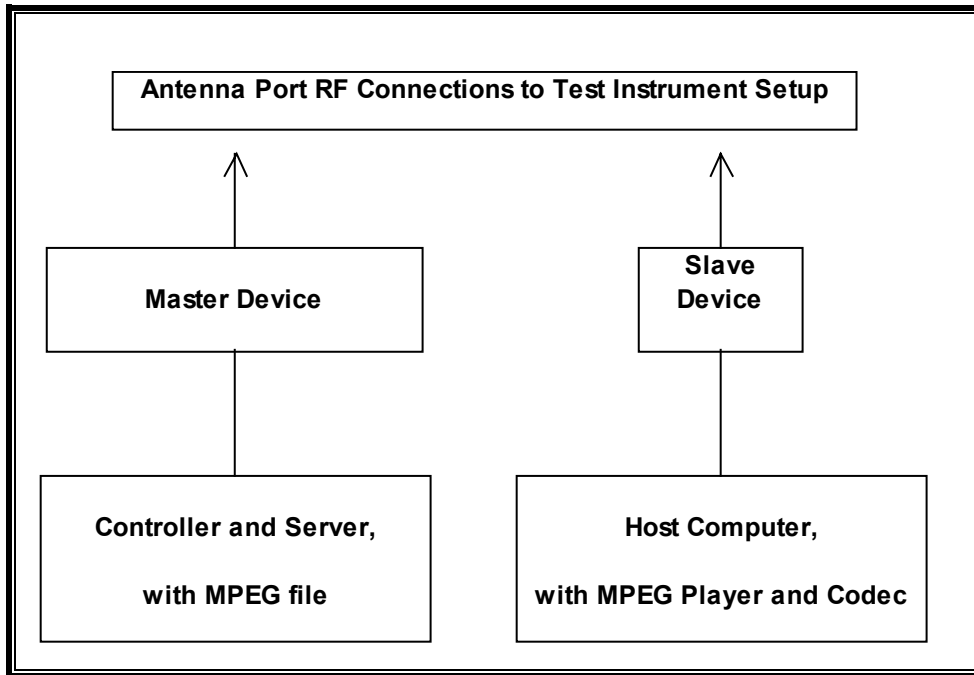 Antenna Port RF Connections to Test Instrument Setup
Master Device
Slave
Device
Controller and Server,
with MPEG file
Host Computer,
with MPEG Player and Codec